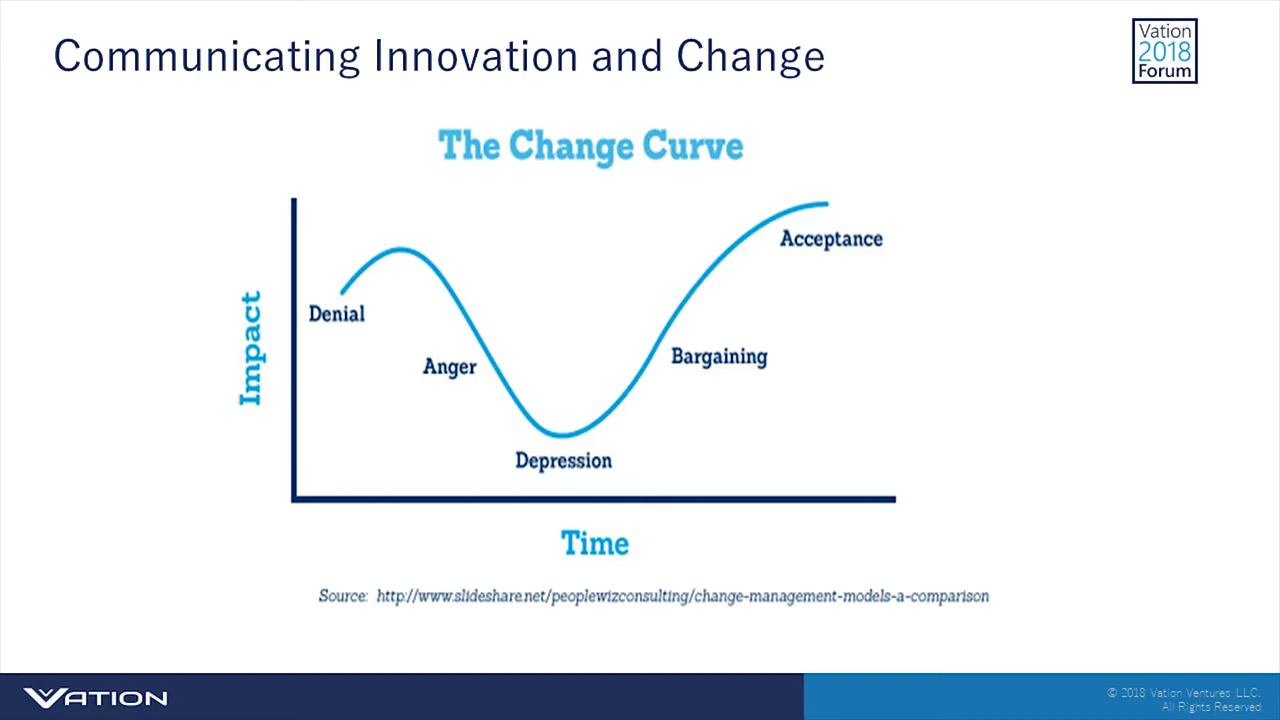 Communicating Innovation and Change
Vation
2018
Forum
The Change Curve
Impact
Denial
Anger
Depression
Bargaining
Acceptance
Time
Source: http://www.slideshare.net/peoplewizconsulting/change-management-models-a-comparison
VATION
© 2018 Vation Ventures LLC.
All Rights Reserved